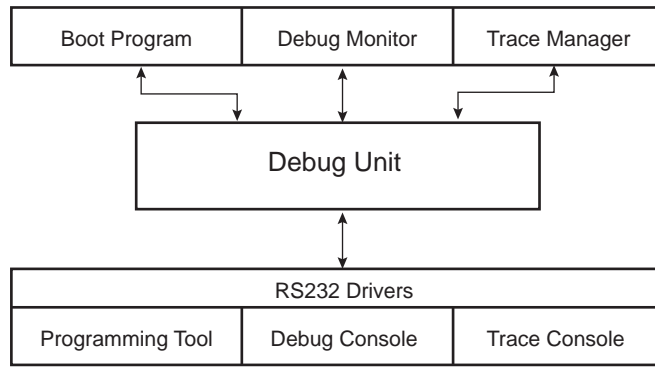 Boot Program
Debug Monitor
Trace Manager
Debug Unit
RS232 Drivers
Programming Tool
Debug Console
Trace Console